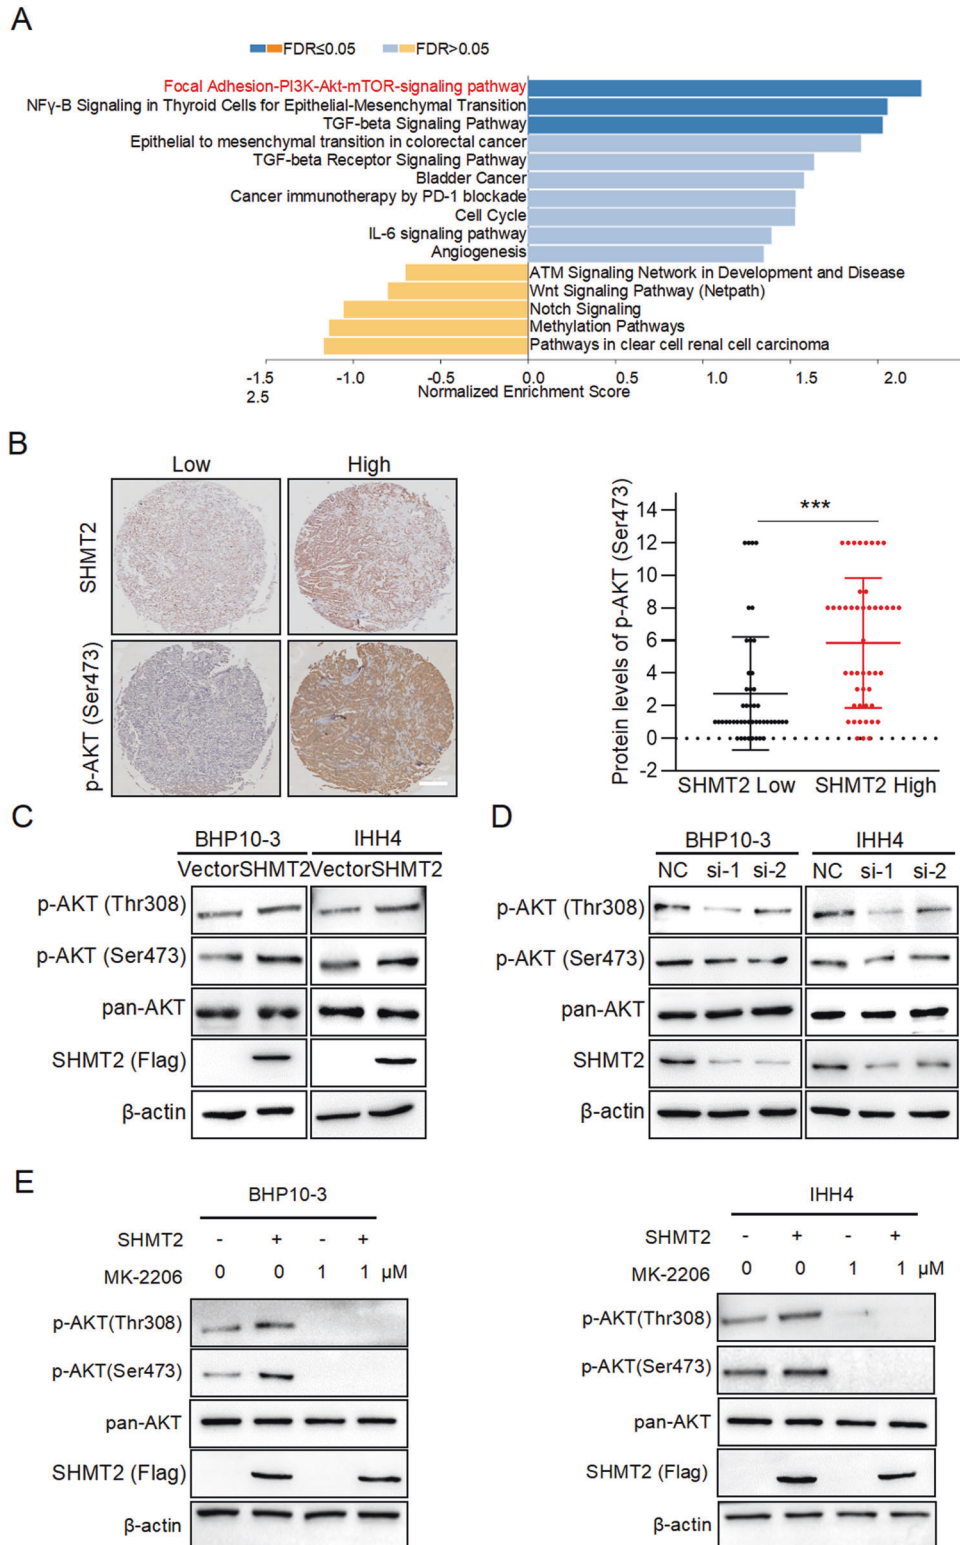 A
FDR≤0.05 FDR>0.05
Focal Adhesion-PI3K-Akt-mTOR-signaling pathway
NFγ-B Signaling in Thyroid Cells for Epithelial-Mesenchymal Transition
TGF-beta Signaling Pathway
Epithelial to mesenchymal transition in colorectal cancer
TGF-beta Receptor Signaling Pathway
Bladder Cancer
Cancer immunotherapy by PD-1 blockade
Cell Cycle
IL-6 signaling pathway
Angiogenesis
ATM Signaling Network in Development and Disease
Wnt Signaling Pathway (Netpath)
Notch Signaling
Methylation Pathways
Pathways in clear cell renal cell carcinoma
-1.5 -1.0 -0.5 0.0 0.5 1.0 1.5 2.0
2.5
Normalized Enrichment Score
B
Low High
SHMT2
p-AKT (Ser473)
Protein levels of p-AKT (Ser473)
14
12
10
8
6
4
2
0
-2
***
SHMT2 Low SHMT2 High
C
BHP10-3 IHH4
VectorSHMT2 VectorSHMT2
p-AKT (Thr308)
p-AKT (Ser473)
pan-AKT
SHMT2 (Flag)
β-actin
D
BHP10-3 IHH4
NC si-1 si-2 NC si-1 si-2
p-AKT (Thr308)
p-AKT (Ser473)
pan-AKT
SHMT2
β-actin
E
BHP10-3
SHMT2 - + - +
MK-2206 0 0 1 1 µM
p-AKT(Thr308)
p-AKT(Ser473)
pan-AKT
SHMT2 (Flag)
β-actin
IHH4
SHMT2 - + - +
MK-2206 0 0 1 1 µM
p-AKT(Thr308)
p-AKT(Ser473)
pan-AKT
SHMT2 (Flag)
β-actin